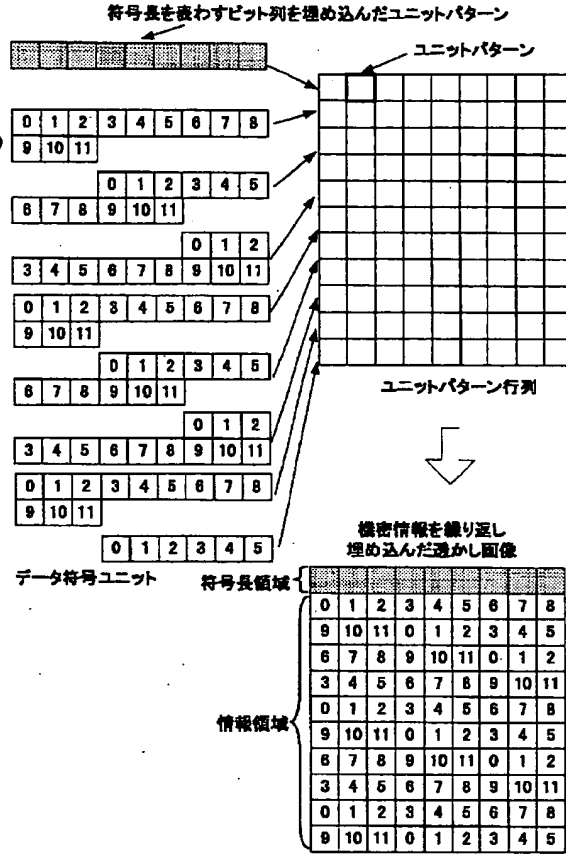 符号長を表わすビット列を埋め込んだユニットパターン
ユニットパターン
0 1 2 3 4 5 6 7 8
9 10 11
0 1 2 3 4 5
6 7 8 9 10 11
0 1 2
3 4 5 6 7 8 9 10 11
0 1 2 3 4 5 6 7 8
9 10 11
0 1 2 3 4 5
6 7 8 9 10 11
0 1 2
3 4 5 6 7 8 9 10 11
0 1 2 3 4 5 6 7 8
9 10 11
0 1 2 3 4 5
データ符号ユニット
ユニットパターン行列
機密情報を繰り返し
埋め込んだ透かし画像
符号長領域
情報領域
0 1 2 3 4 5 6 7 8
9 10 11 0 1 2 3 4 5
6 7 8 9 10 11 0 1 2
3 4 5 6 7 8 9 10 11
0 1 2 3 4 5 6 7 8
9 10 11 0 1 2 3 4 5
6 7 8 9 10 11 0 1 2
3 4 5 6 7 8 9 10 11
0 1 2 3 4 5 6 7 8
9 10 11 0 1 2 3 4 5